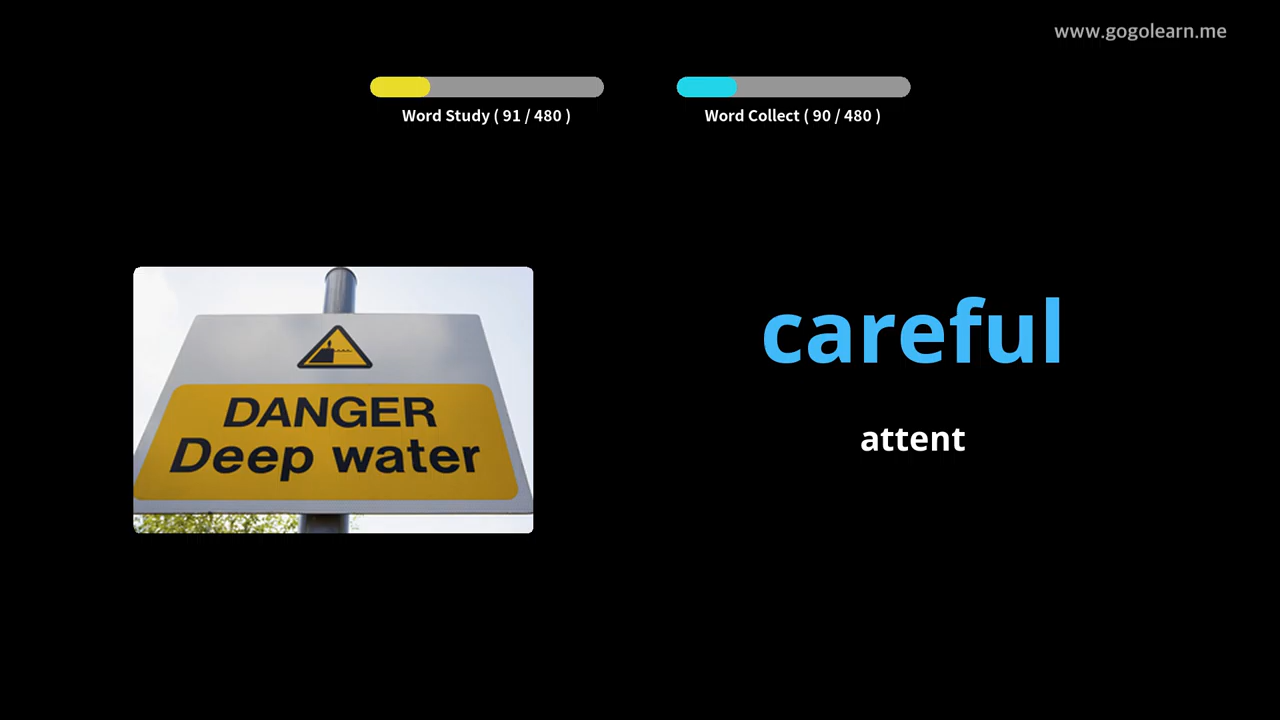 www.gogolearn.me
Word Study ( 91 / 480 )
Word Collect ( 90 / 480 )
DANGER
Deep water
careful
attent